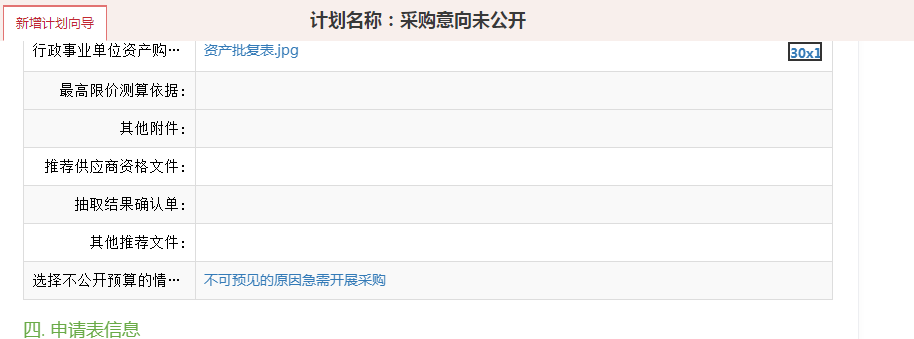 新增计划向导
计划名称：采购意向未公开
行政事业单位资产购…
资产批复表.jpg
30x1
最高限价测算依据：
其他附件：
推荐供应商资格文件：
抽取结果确认单：
其他推荐文件：
选择不公开预算的情…
不可预见的原因急需开展采购
四. 申请表信息